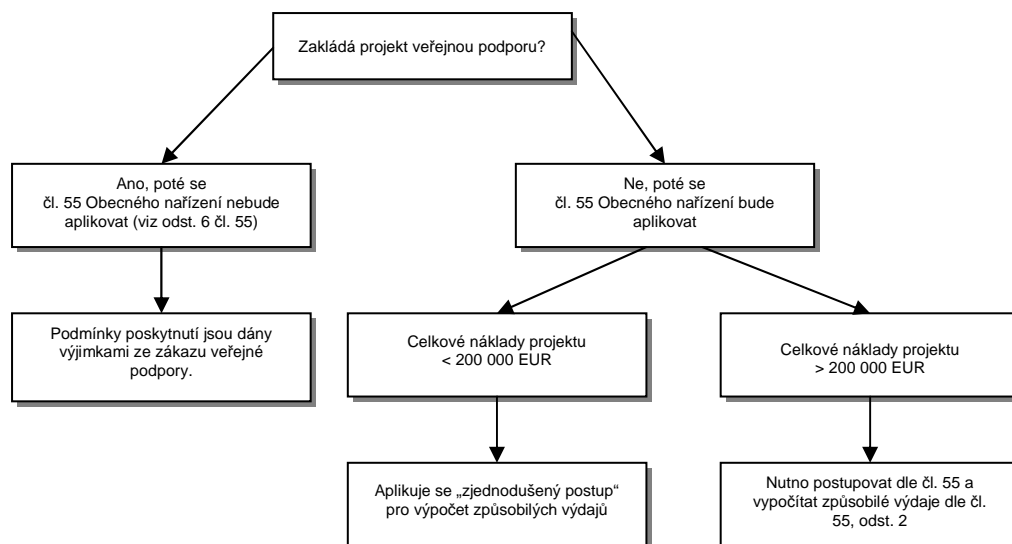 Zakládá projekt veřejnou podporu?
Ano, poté se
čl. 55 Obecného nařízení nebude
aplikovat (viz odst. 6 čl. 55)
Ne, poté se
čl. 55 Obecného nařízení bude
aplikovat
Podmínky poskytnutí jsou dány
výjimkami ze zákazu veřejné
podpory.
Celkové náklady projektu
< 200 000 EUR
Celkové náklady projektu
> 200 000 EUR
Aplikuje se „zjednodušený postup“
pro výpočet způsobilých výdajů
Nutno postupovat dle čl. 55 a
vypočítat způsobilé výdaje dle čl.
55, odst. 2